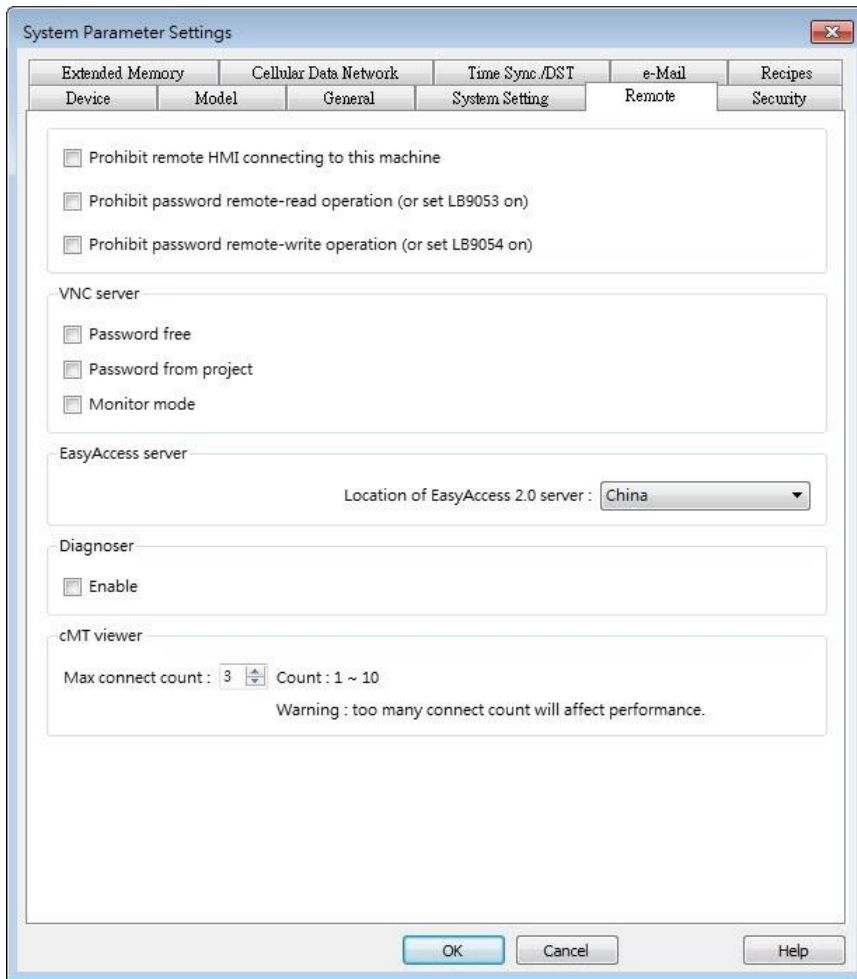 System Parameter Settings
Extended Memory Cellular Data Network Time Sync./DST e-Mail Recipes
Device Model General System Setting Remote Security
Prohibit remote HMI connecting to this machine
Prohibit password remote-read operation (or set LB9053 on)
Prohibit password remote-write operation (or set LB9054 on)
VNC server
Password free
Password from project
Monitor mode
EasyAccess server
Location of EasyAccess 2.0 server : China
Diagnoser
Enable
cMT viewer
Max connect count : 3 Count : 1 ~ 10
Warning : too many connect count will affect performance.
OK Cancel Help